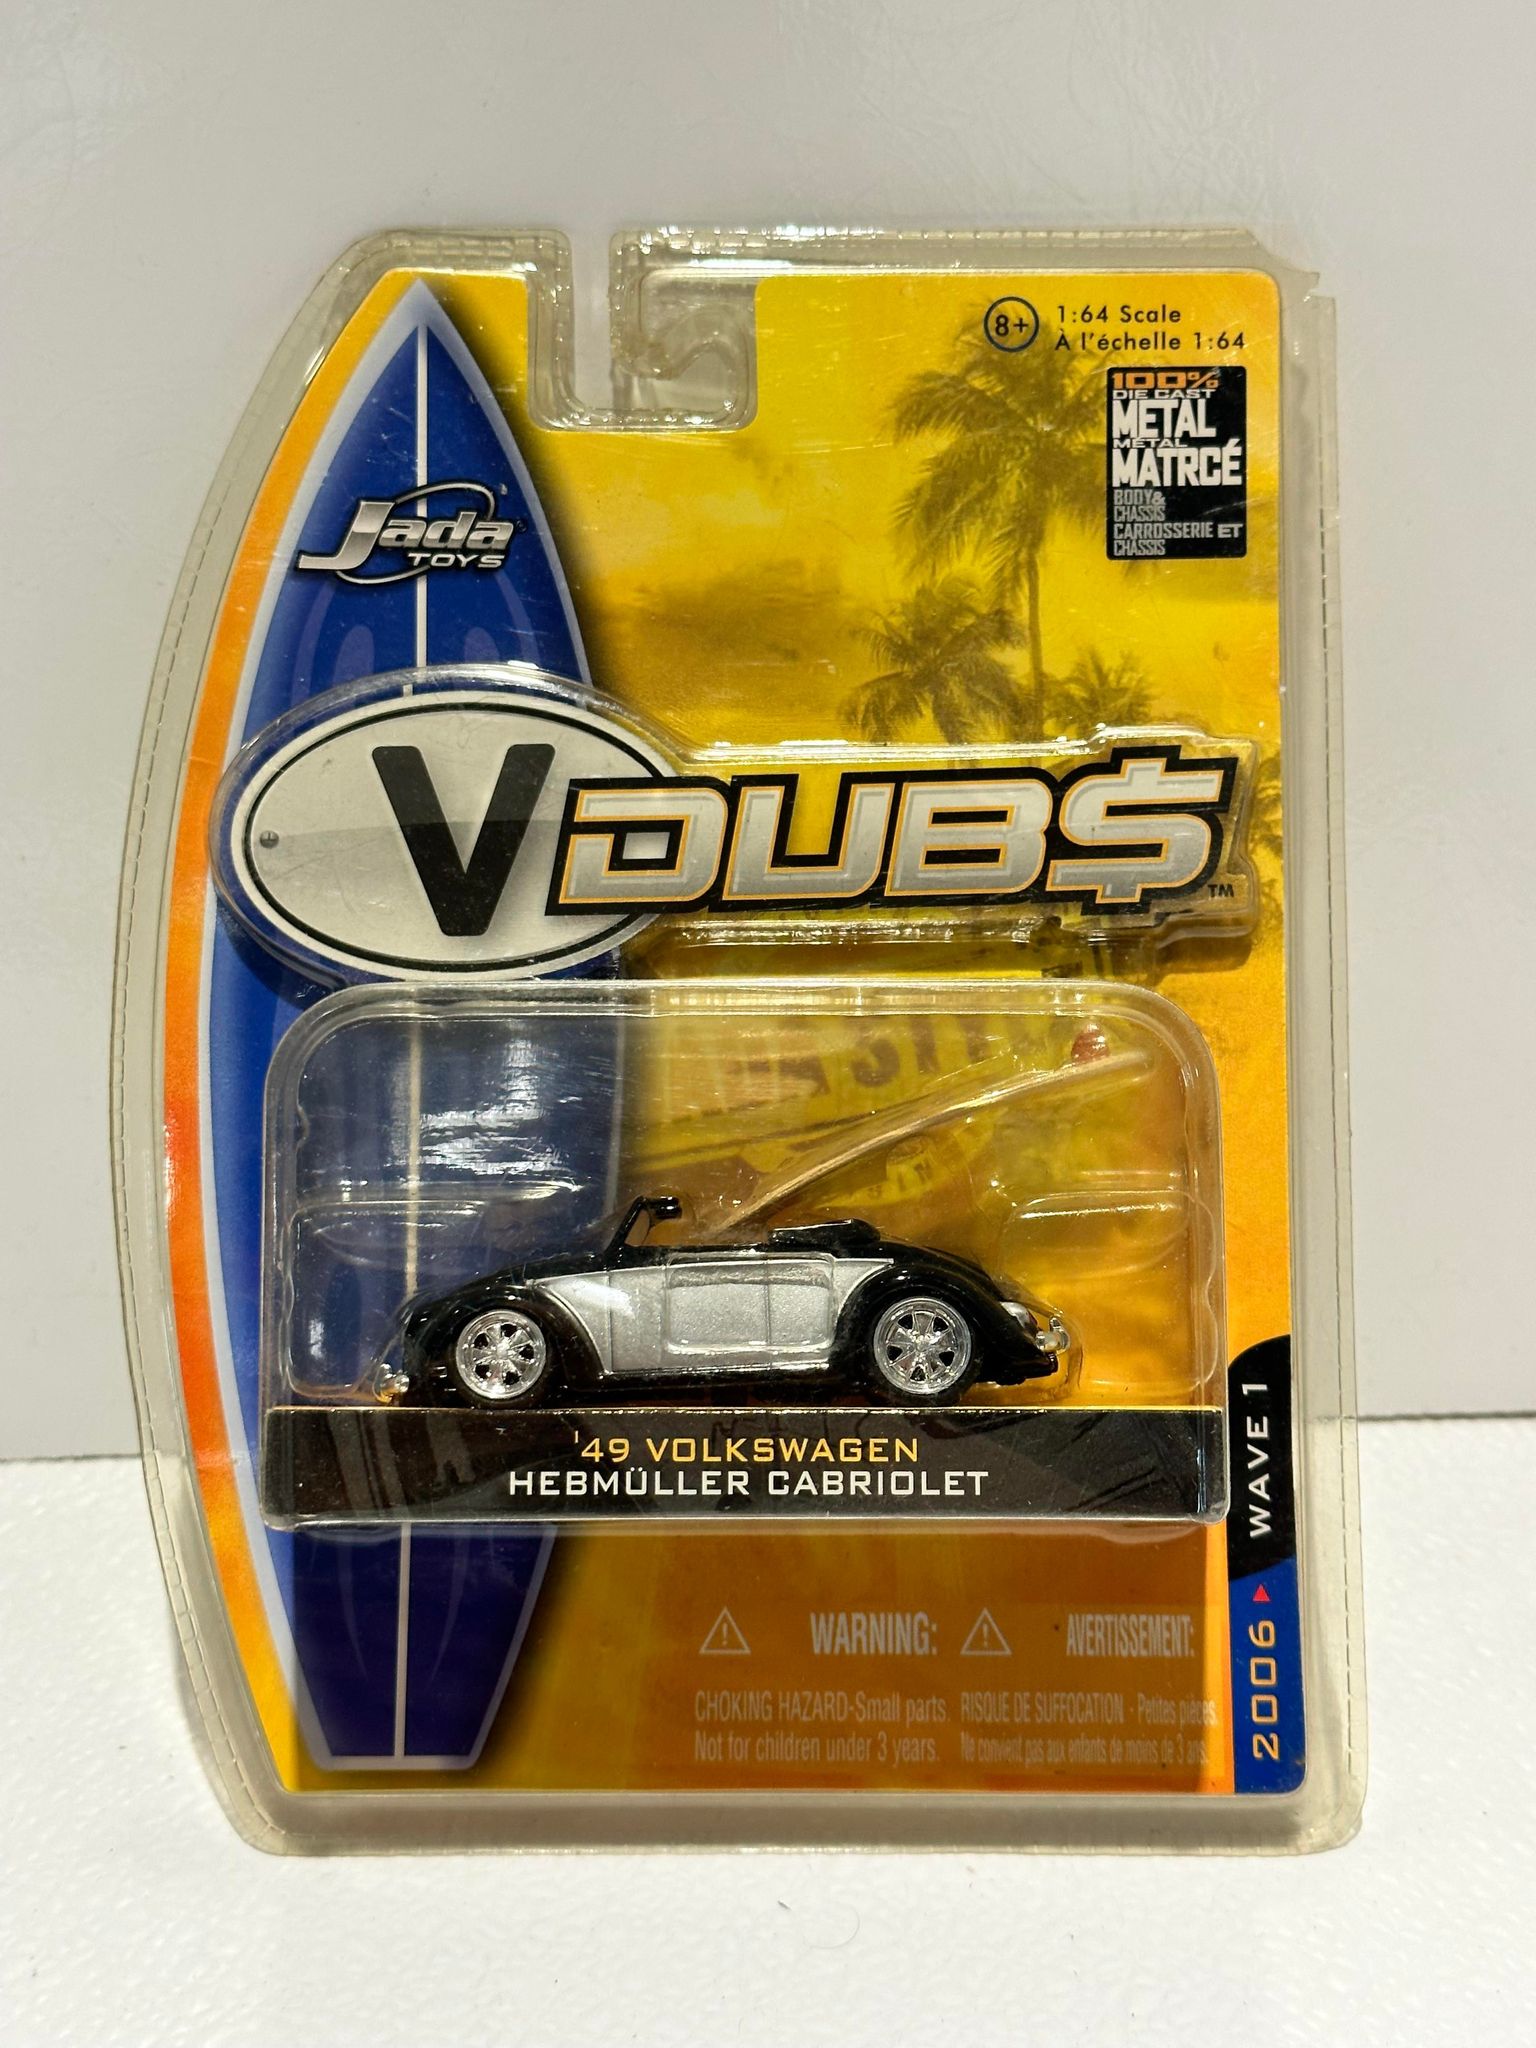 8+
1:64 Scale
À l'échelle 1:64
100%
DIE CAST
METAL
MÉTAL
MATRCÉ
BODY&
CHASSIS
CARROSSERIE ET
CHASSIS
Jada
TOYS
V DUB$ ™
'49 VOLKSWAGEN
HEBMÜLLER CABRIOLET
2006 WAVE 1
WARNING:
CHOKING HAZARD-Small parts.
Not for children under 3 years.
AVERTISSEMENT:
RISQUE DE SUFFOCATION - Petites pièces.
Ne convient pas aux enfants de moins de 3 ans.